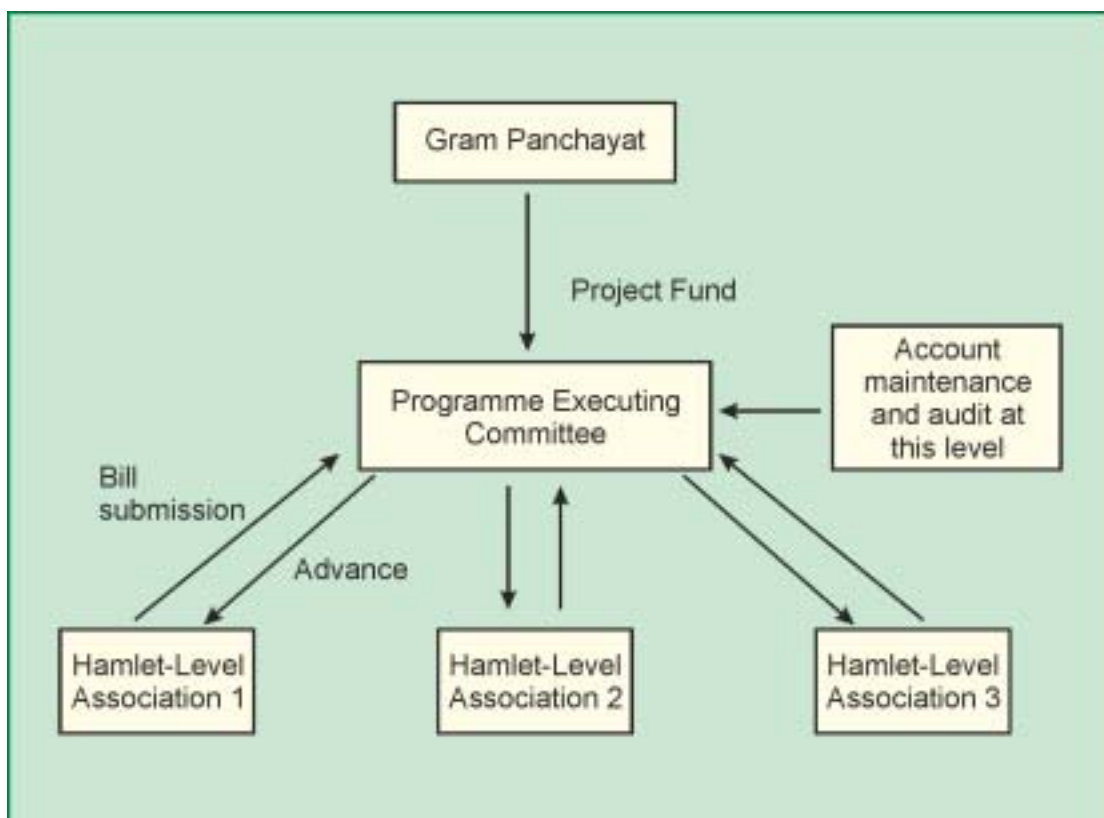 Gram Panchayat
Project Fund
Account
maintenance
and audit at
this level
Programme Executing
Committee
Bill
submission
Advance
Hamlet-Level
Association 1
Hamlet-Level
Association 2
Hamlet-Level
Association 3